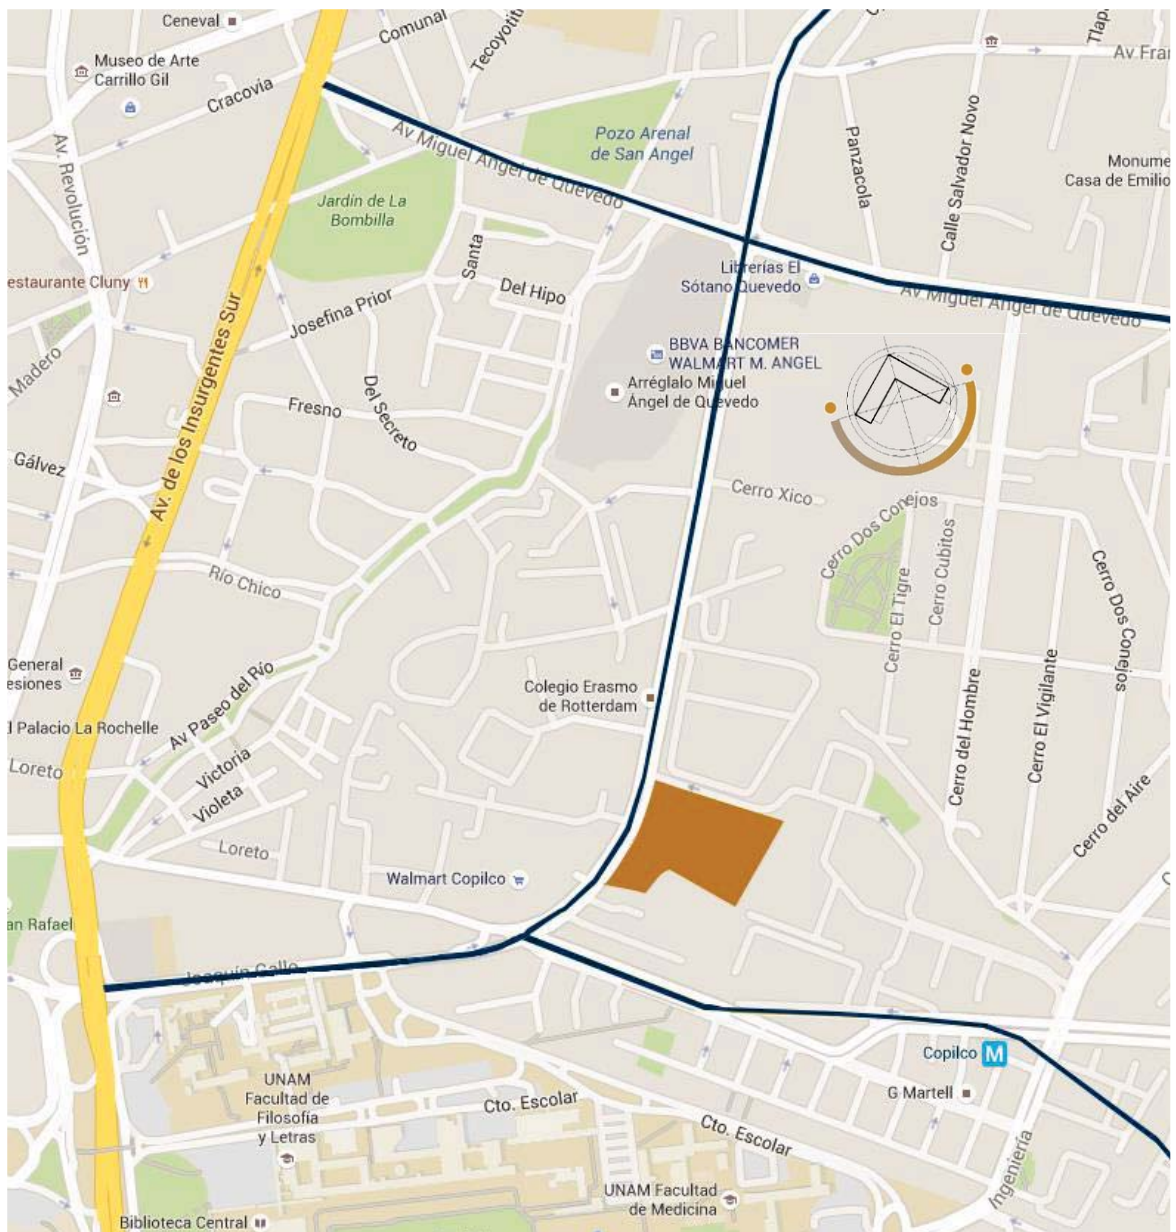 Ceneval
Comunal
Tecoyotit
Tlapa
Av Fran
Museo de Arte
Carrillo Gil
Cracovia
Av. Revolución
Pozo Arenal
de San Angel
Av Miguel Angel de Quevedo
Panzacola
Calle Salvador Novo
Monume
Casa de Emilio
Jardín de La
Bombilla
Santa
Del Hipo
Librerías El
Sótano Quevedo
estaurante Cluny
Josefina Prior
Av Miguel Angel de Quevedo
BBVA BANCOMER
WALMART M. ANGEL
Arréglalo Miguel
Ángel de Quevedo
Madero
Fresno
Del Secreto
Av. de los Insurgentes Sur
Gálvez
Cerro Xico
Cerro Dos Conejos
Cerro El Tigre
Cerro Cubitos
Cerro Dos Conejos
Río Chico
General
esiones
Av Paseo del Río
Colegio Erasmo
de Rotterdam
l Palacio La Rochelle
Loreto
Victoria
Violeta
Cerro del Hombre
Cerro El Vigilante
Cerro del Aire
Loreto
Walmart Copilco
an Rafael
Joaquín Gallo
Copilco
M
G Martell
UNAM
Facultad de
Filosofía
y Letras
Cto. Escolar
Cto. Escolar
Ingeniería
UNAM Facultad
de Medicina
Biblioteca Central